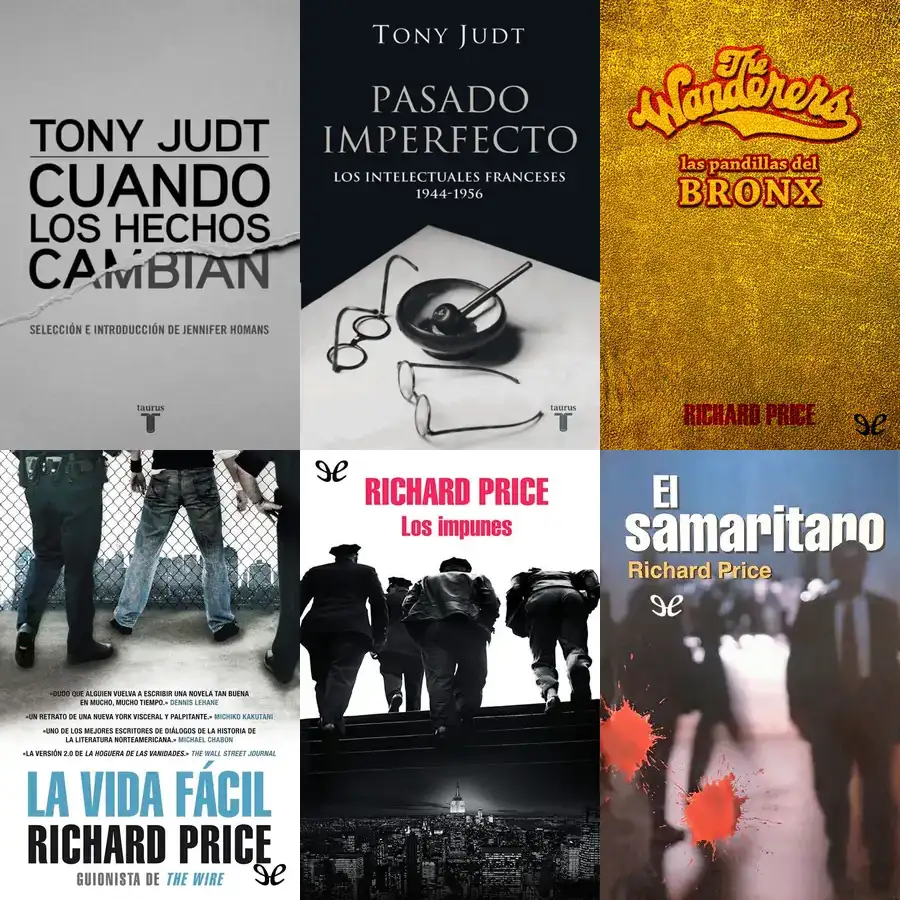 TONY JUDT
CUANDO
LOS HECHOS
CAMBIAN
SELECCIÓN E INTRODUCCIÓN DE JENNIFER HOMANS
taurus
T
TONY JUDT
PASADO
IMPERFECTO
LOS INTELECTUALES FRANCESES
1944-1956
taurus
T
The
Wanderers
las pandillas del
BRONX
RICHARD PRICE
«DUDO QUE ALGUIEN VUELVA A ESCRIBIR UNA NOVELA TAN BUENA
EN MUCHO, MUCHO TIEMPO.» DENNIS LEHANE
«UN RETRATO DE UNA NUEVA YORK VISCERAL Y PALPITANTE.» MICHIKO KAKUTANI
«UNO DE LOS MEJORES ESCRITORES DE DIÁLOGOS DE LA HISTORIA DE
LA LITERATURA NORTEAMERICANA.» MICHAEL CHABON
«LA VERSIÓN 2.0 DE LA HOGUERA DE LAS VANIDADES.» THE WALL STREET JOURNAL
LA VIDA FÁCIL
RICHARD PRICE
GUIONISTA DE THE WIRE
RICHARD PRICE
Los impunes
El
samaritano
Richard Price